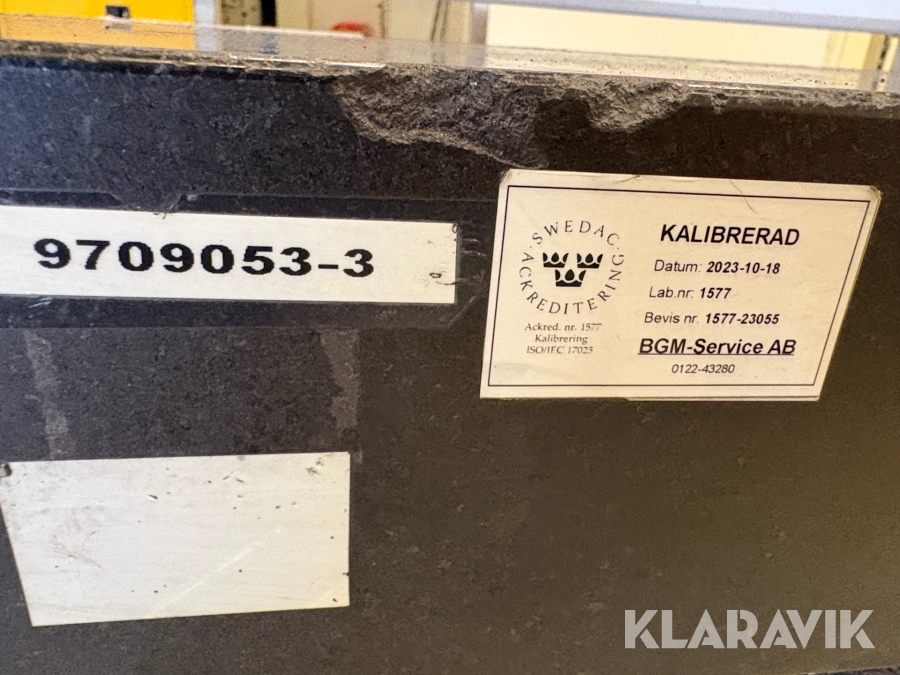 9709053-3
SWEDAC
ACKREDITERING
Ackred. nr. 1577
Kalibrering
ISO/IEC 17025
KALIBRERAD
Datum: 2023-10-18
Lab.nr: 1577
Bevis nr. 1577-23055
BGM-Service AB
0122-43280
KLARAVIK